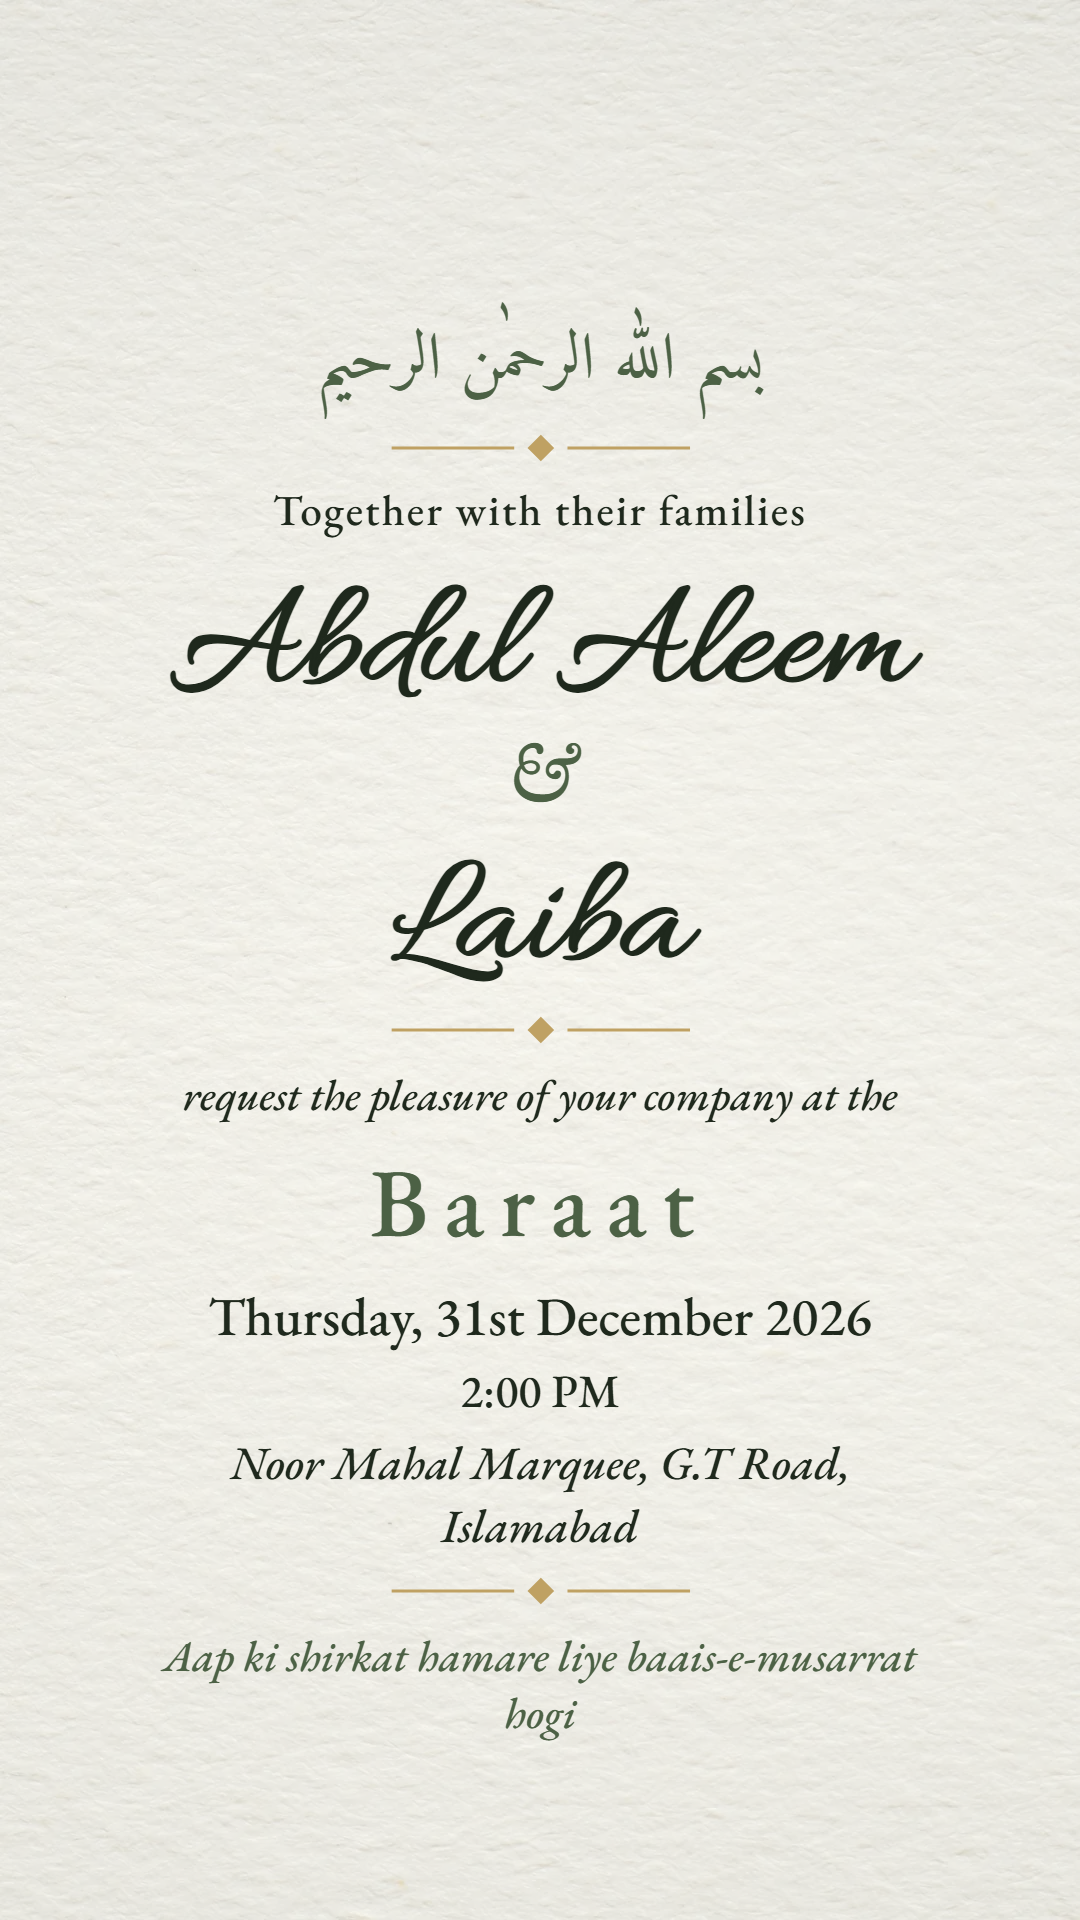 بسم الله الرحمٰن الرحيم
Together with their families
Abdul Aleem
&
Laiba
request the pleasure of your company at the
Baraat
Thursday, 31st December 2026
2:00 PM
Noor Mahal Marquee, G.T Road,
Islamabad
Aap ki shirkat hamare liye baais-e-musarrat
hogi